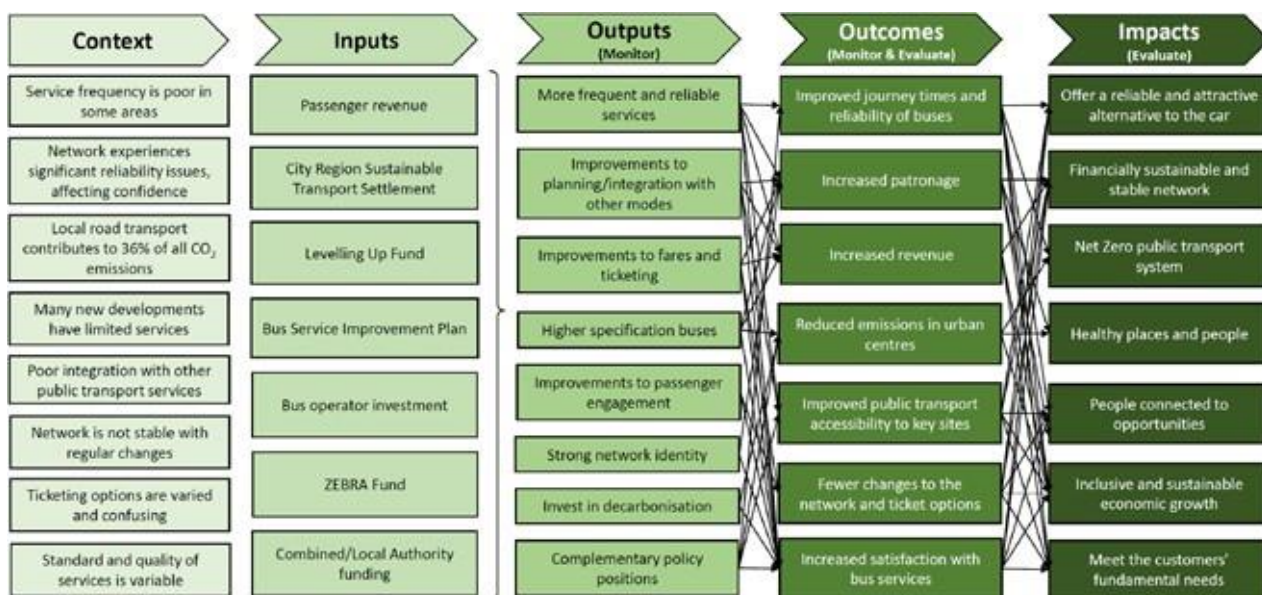 Context
Service frequency is poor in
some areas
Network experiences
significant reliability issues,
affecting confidence
Local road transport
contributes to 36% of all CO₂
emissions
Many new developments
have limited services
Poor integration with other
public transport services
Network is not stable with
regular changes
Ticketing options are varied
and confusing
Standard and quality of
services is variable
Inputs
Passenger revenue
City Region Sustainable
Transport Settlement
Levelling Up Fund
Bus Service Improvement Plan
Bus operator investment
ZEBRA Fund
Combined/Local Authority
funding
Outputs
(Monitor)
More frequent and reliable
services
Improvements to
planning/integration with
other modes
Improvements to fares and
ticketing
Higher specification buses
Improvements to passenger
engagement
Strong network identity
Invest in decarbonisation
Complementary policy
positions
Outcomes
(Monitor & Evaluate)
Improved journey times and
reliability of buses
Increased patronage
Increased revenue
Reduced emissions in urban
centres
Improved public transport
accessibility to key sites
Fewer changes to the
network and ticket options
Increased satisfaction with
bus services
Impacts
(Evaluate)
Offer a reliable and attractive
alternative to the car
Financially sustainable and
stable network
Net Zero public transport
system
Healthy places and people
People connected to
opportunities
Inclusive and sustainable
economic growth
Meet the customers'
fundamental needs